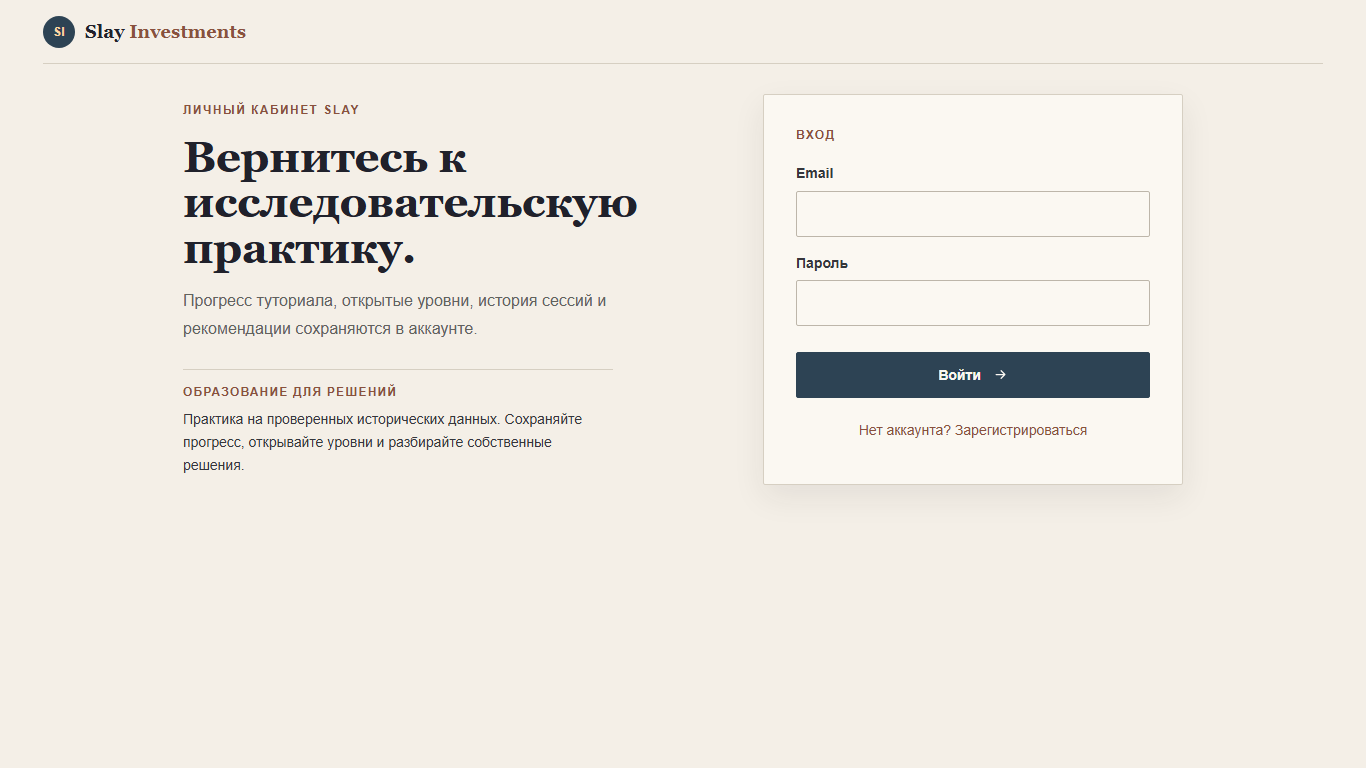 SI Slay Investments
ЛИЧНЫЙ КАБИНЕТ SLAY
Вернитесь к
исследовательскую
практику.
Прогресс туториала, открытые уровни, история сессий и
рекомендации сохраняются в аккаунте.
ОБРАЗОВАНИЕ ДЛЯ РЕШЕНИЙ
Практика на проверенных исторических данных. Сохраняйте
прогресс, открывайте уровни и разбирайте собственные
решения.
ВХОД
Email
Пароль
Войти →
Нет аккаунта? Зарегистрироваться